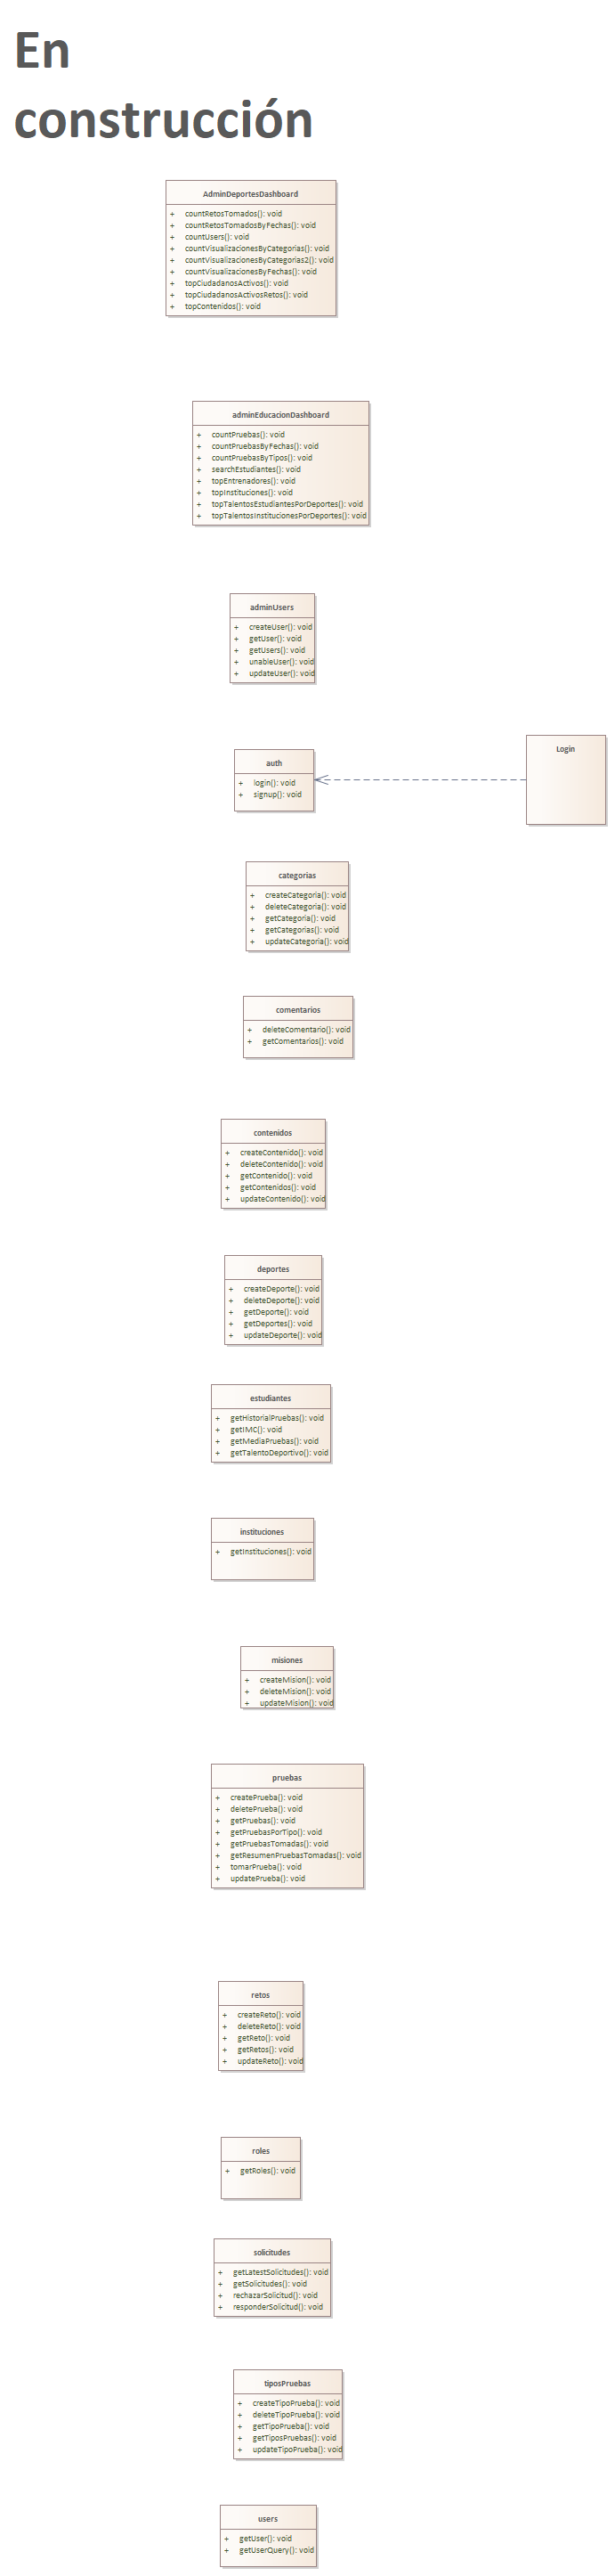 En
construcción
AdminDeportesDashboard
+ countRetosTomados(): void
+ countRetosTomadosByFechas(): void
+ countUsers(): void
+ countVisualizacionesByCategorias(): void
+ countVisualizacionesByCategorias2(): void
+ countVisualizacionesByFechas(): void
+ topCiudadanosActivos(): void
+ topCiudadanosActivosRetos(): void
+ topContenidos(): void
adminEducacionDashboard
+ countPruebas(): void
+ countPruebasByFechas(): void
+ countPruebasByTipos(): void
+ searchEstudiantes(): void
+ topEntrenadores(): void
+ topInstituciones(): void
+ topTalentosEstudiantesPorDeportes(): void
+ topTalentosInstitucionesPorDeportes(): void
adminUsers
+ createUser(): void
+ getUser(): void
+ getUsers(): void
+ unableUser(): void
+ updateUser(): void
auth
+ login(): void
+ signup(): void
Login
categorias
+ createCategoria(): void
+ deleteCategoria(): void
+ getCategoria(): void
+ getCategorias(): void
+ updateCategoria(): void
comentarios
+ deleteComentario(): void
+ getComentarios(): void
contenidos
+ createContenido(): void
+ deleteContenido(): void
+ getContenido(): void
+ getContenidos(): void
+ updateContenido(): void
deportes
+ createDeporte(): void
+ deleteDeporte(): void
+ getDeporte(): void
+ getDeportes(): void
+ updateDeporte(): void
estudiantes
+ getHistorialPruebas(): void
+ getIMC(): void
+ getMediaPruebas(): void
+ getTalentoDeportivo(): void
instituciones
+ getInstituciones(): void
misiones
+ createMision(): void
+ deleteMision(): void
+ updateMision(): void
pruebas
+ createPrueba(): void
+ deletePrueba(): void
+ getPruebas(): void
+ getPruebasPorTipo(): void
+ getPruebasTomadas(): void
+ getResumenPruebasTomadas(): void
+ tomarPrueba(): void
+ updatePrueba(): void
retos
+ createReto(): void
+ deleteReto(): void
+ getReto(): void
+ getRetos(): void
+ updateReto(): void
roles
+ getRoles(): void
solicitudes
+ getLatestSolicitudes(): void
+ getSolicitudes(): void
+ rechazarSolicitud(): void
+ responderSolicitud(): void
tiposPruebas
+ createTipoPrueba(): void
+ deleteTipoPrueba(): void
+ getTipoPrueba(): void
+ getTiposPruebas(): void
+ updateTipoPrueba(): void
users
+ getUser(): void
+ getUserQuery(): void